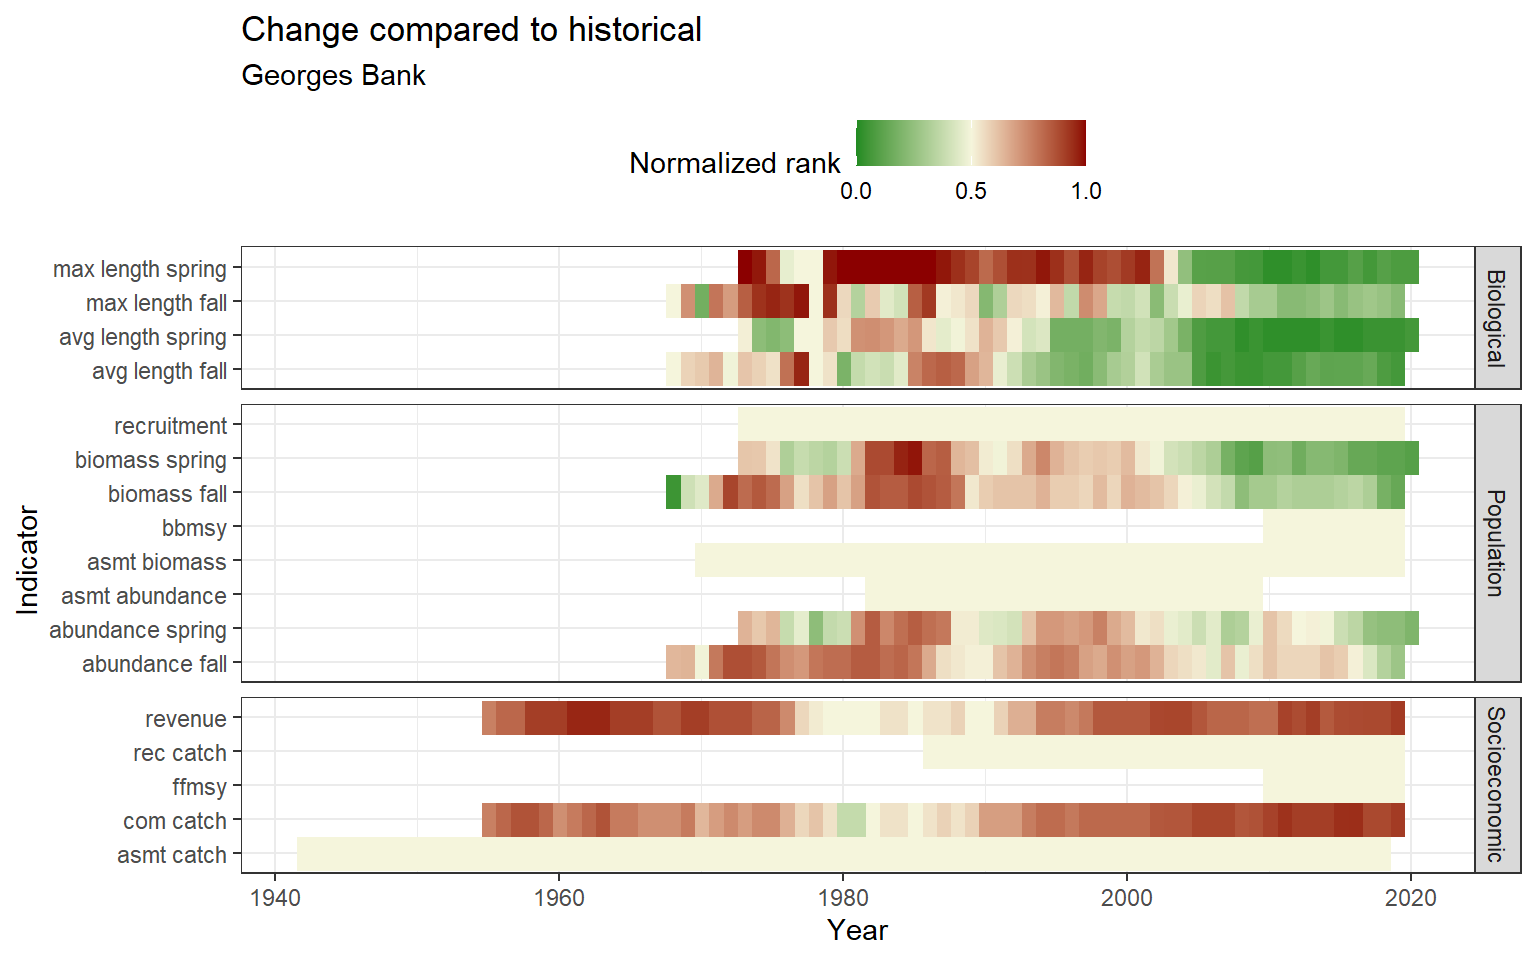 Change compared to historical
Georges Bank
Normalized rank
0.0 0.5 1.0
max length spring
max length fall
avg length spring
avg length fall
Biological
recruitment
biomass spring
biomass fall
bbmsy
asmt biomass
asmt abundance
abundance spring
abundance fall
Population
revenue
rec catch
ffmsy
com catch
asmt catch
Socioeconomic
Indicator
1940 1960 1980 2000 2020
Year